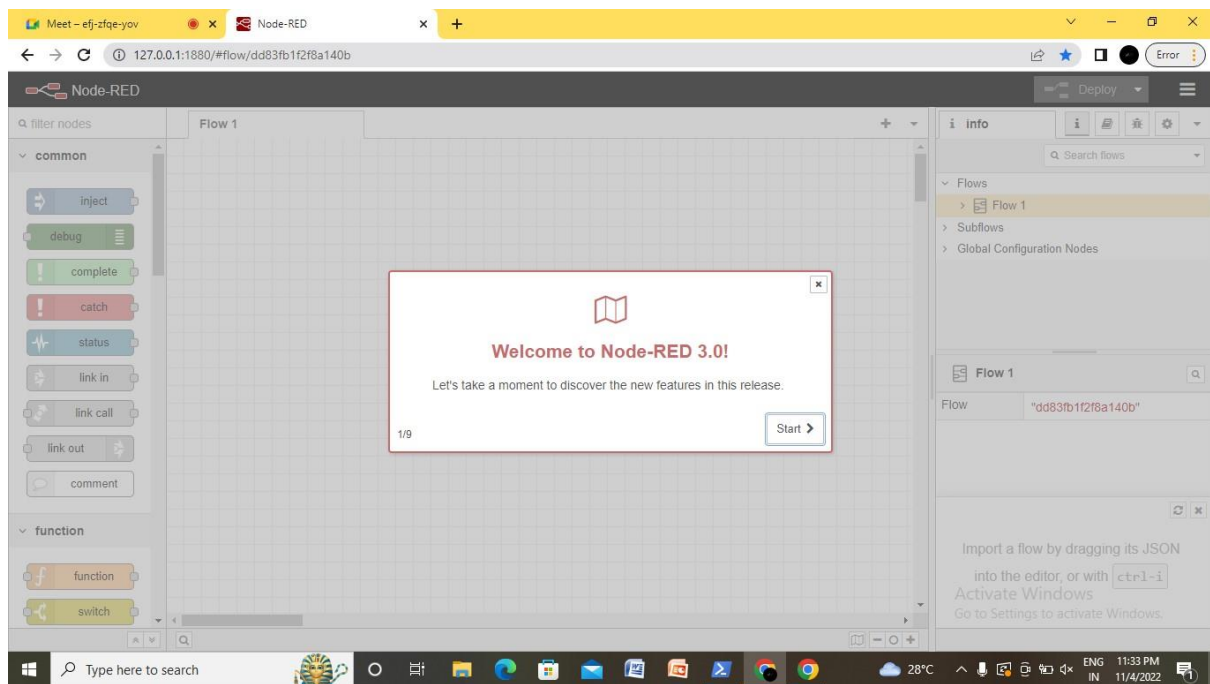 Meet – efj-zfqe-yov
Node-RED
127.0.0.1:1880/#flow/dd83fb1f2f8a140b
Error
Node-RED
Deploy
filter nodes
Flow 1
i info
i
Search flows
common
Flows
Flow 1
Subflows
Global Configuration Nodes
inject
debug
complete
catch
status
link in
link call
link out
comment
function
function
switch
Welcome to Node-RED 3.0!
Let's take a moment to discover the new features in this release.
1/9
Start
Flow 1
Flow "dd83fb1f2f8a140b"
Import a flow by dragging its JSON
into the editor, or with ctrl-i
Activate Windows
Go to Settings to activate Windows.
Type here to search
28°C
ENG
IN
11:33 PM
11/4/2022